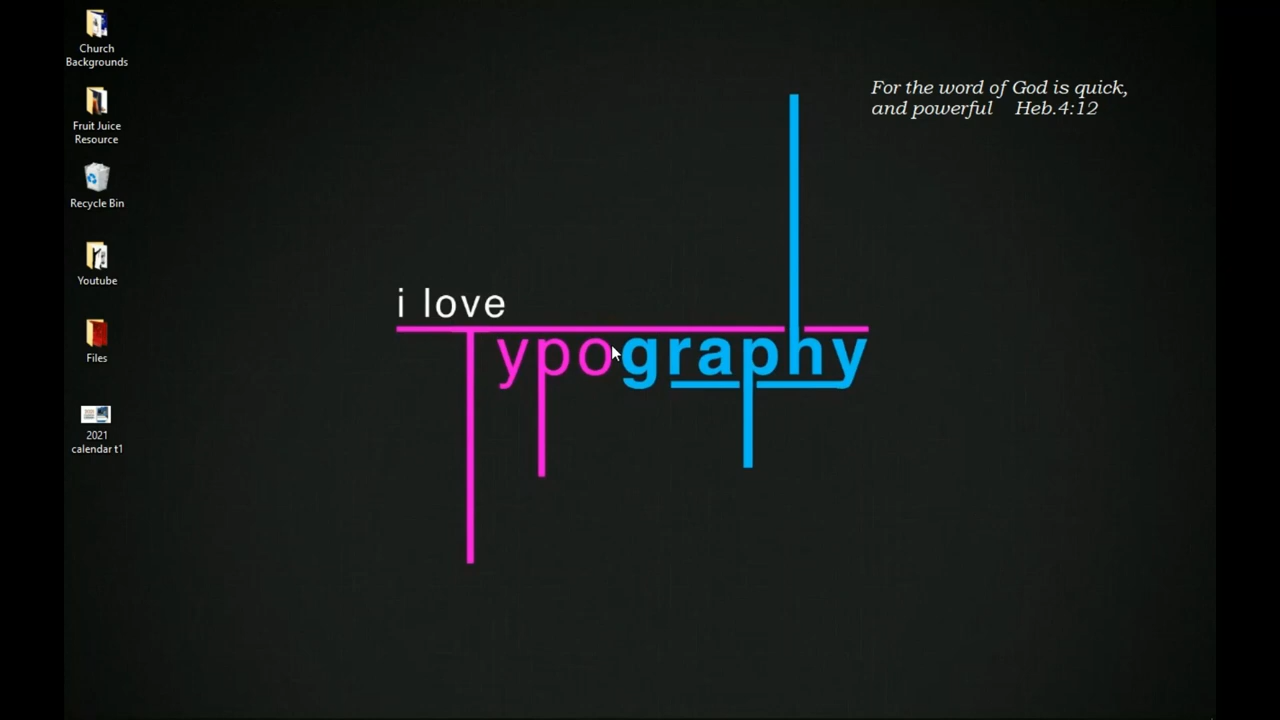 Church
Backgrounds
Fruit Juice
Resource
Recycle Bin
Youtube
Files
2021
calendar t1
i love
Typography
For the word of God is quick,
and powerful Heb.4:12